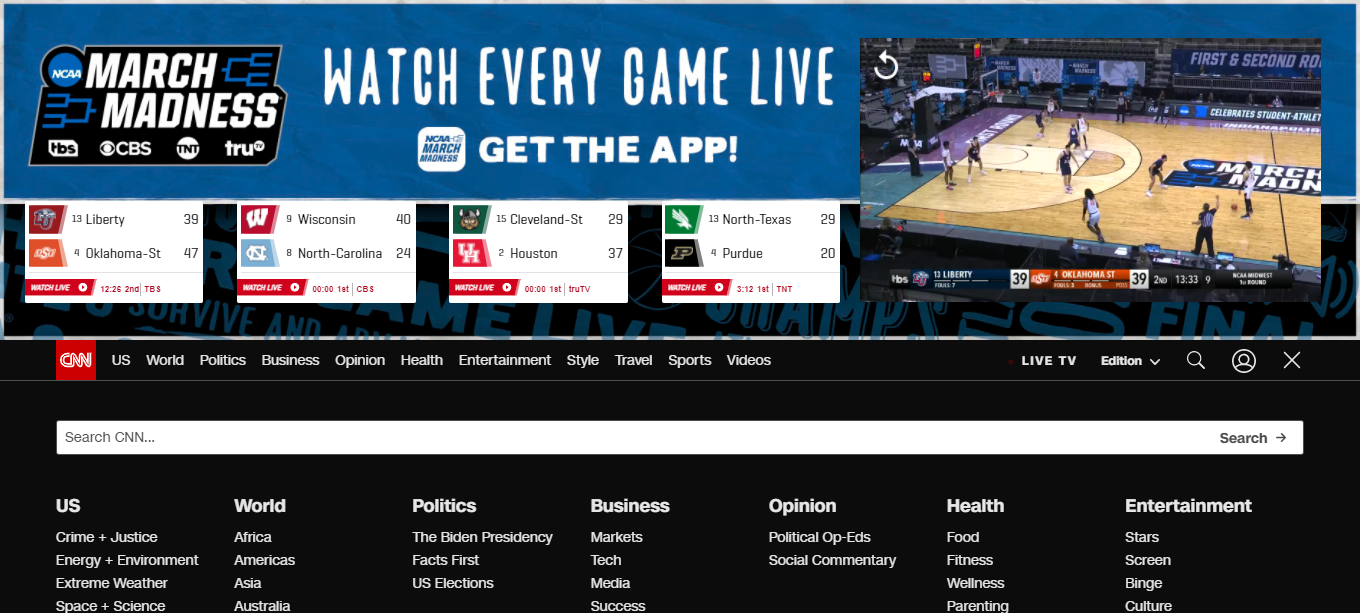 NCAA
MARCH
MADNESS
tbs CBS TNT truTV
WATCH EVERY GAME LIVE
NCAA MARCH MADNESS
GET THE APP!
FIRST & SECOND RO
CELEBRATES STUDENT-ATHLET
INDIANAPOLIS
MADN
tbs 13 LIBERTY 39 4 OKLAHOMA ST 39 2ND 13:33 9 NCAA MIDWEST
FOULS: 7 FOULS: 3 BONUS POSS 1st ROUND
13 Liberty 39
4 Oklahoma-St 47
WATCH LIVE 12:26 2nd| TBS
9 Wisconsin 40
8 North-Carolina 24
WATCH LIVE 00:00 1st | CBS
15 Cleveland-St 29
2 Houston 37
WATCH LIVE 00:00 1st | truTV
13 North-Texas 29
4 Purdue 20
WATCH LIVE 3:12 1st | TNT
SURVIVE AND
GAME LIVE
FINAL
CNN US World Politics Business Opinion Health Entertainment Style Travel Sports Videos LIVE TV Edition
Search CNN... Search →
US World Politics Business Opinion Health Entertainment
Crime + Justice Africa The Biden Presidency Markets Political Op-Eds Food Stars
Energy + Environment Americas Facts First Tech Social Commentary Fitness Screen
Extreme Weather Asia US Elections Media Wellness Binge
Space + Science Australia Success Parenting Culture